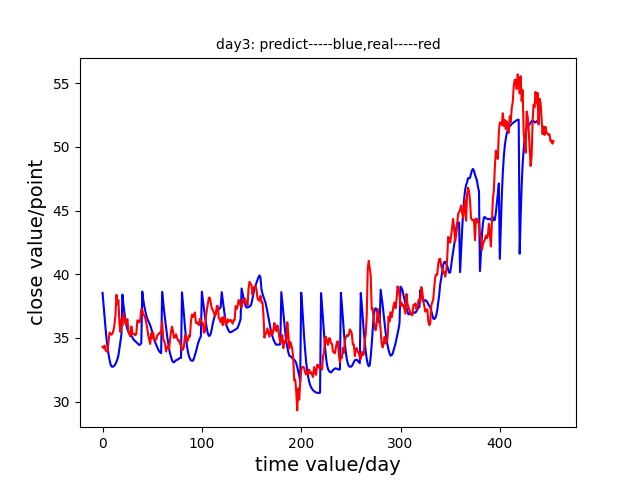 day3: predict-----blue,real-----red
55
50
45
40
35
30
close value/point
0 100 200 300 400
time value/day